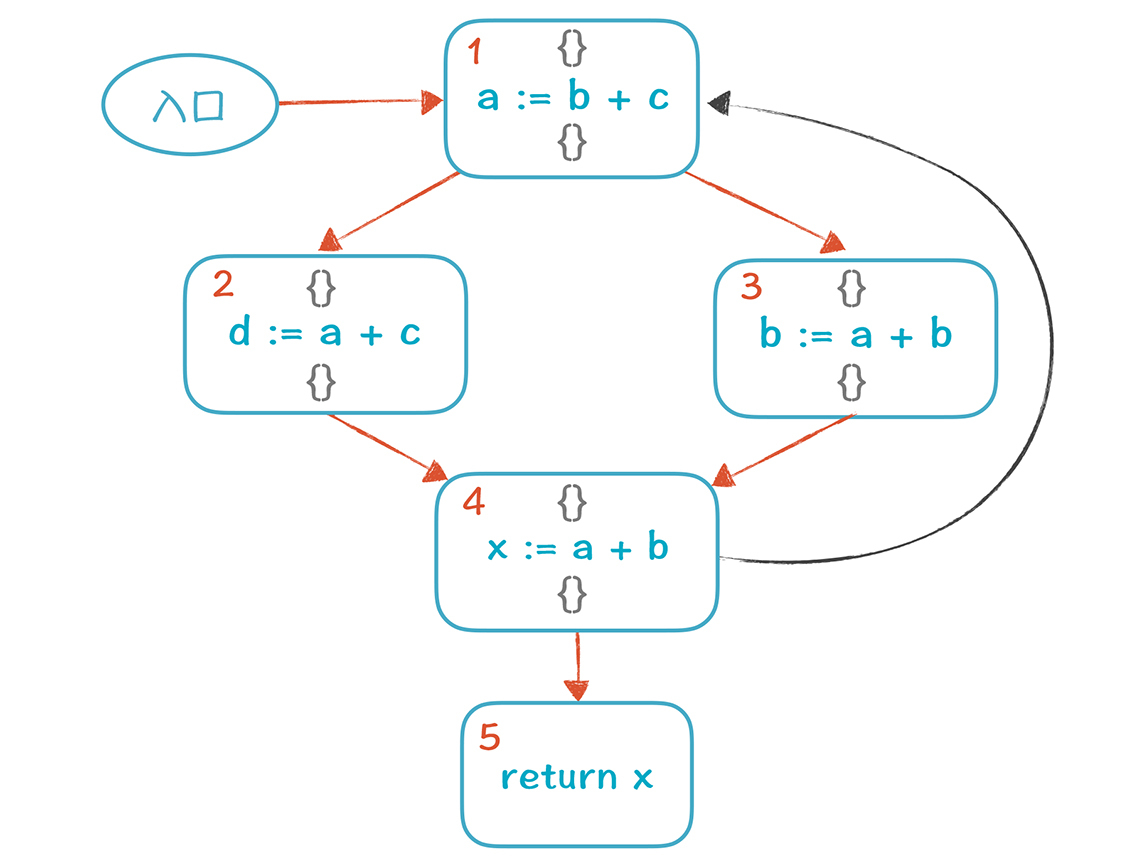 入口
1
{}
a := b + c
{}
2
{}
d := a + c
{}
3
{}
b := a + b
{}
4
{}
x := a + b
{}
5
return x